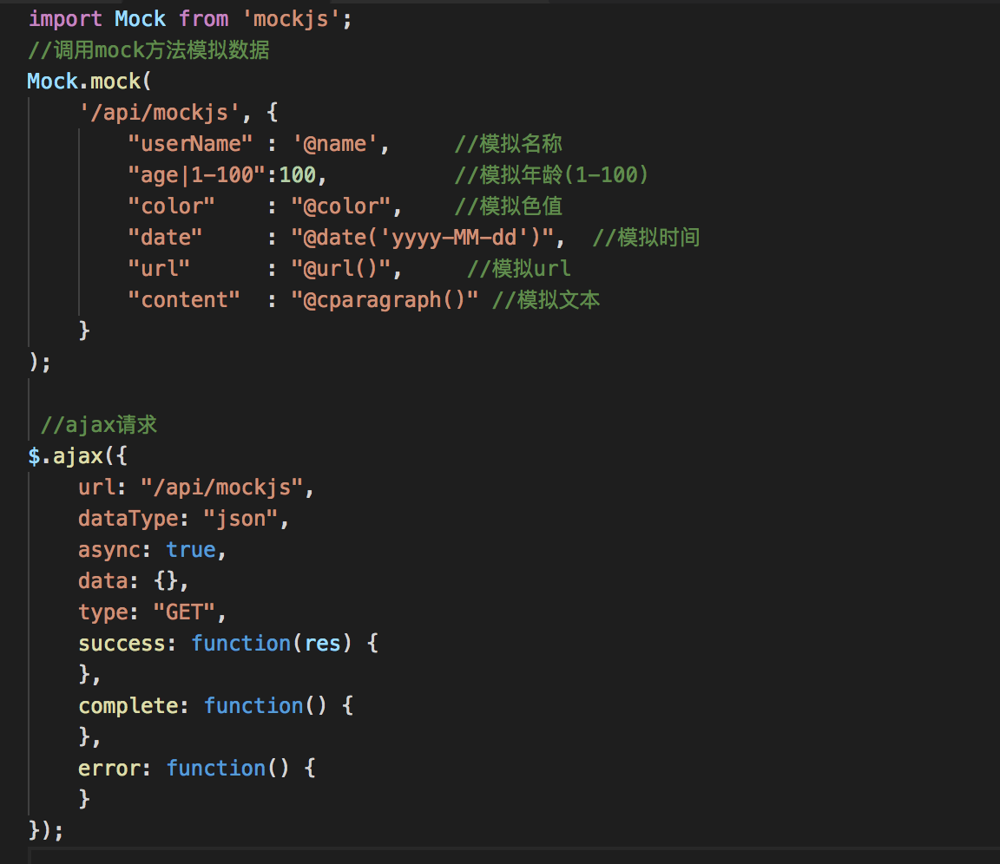 import Mock from 'mockjs';
//调用mock方法模拟数据
Mock.mock(
'/api/mockjs', {
"userName" : '@name', //模拟名称
"age|1-100":100, //模拟年龄(1-100)
"color" : "@color", //模拟色值
"date" : "@date('yyyy-MM-dd')", //模拟时间
"url" : "@url()", //模拟url
"content" : "@cparagraph()" //模拟文本
}
);
//ajax请求
$.ajax({
url: "/api/mockjs",
dataType: "json",
async: true,
data: {},
type: "GET",
success: function(res) {
},
complete: function() {
},
error: function() {
}
});